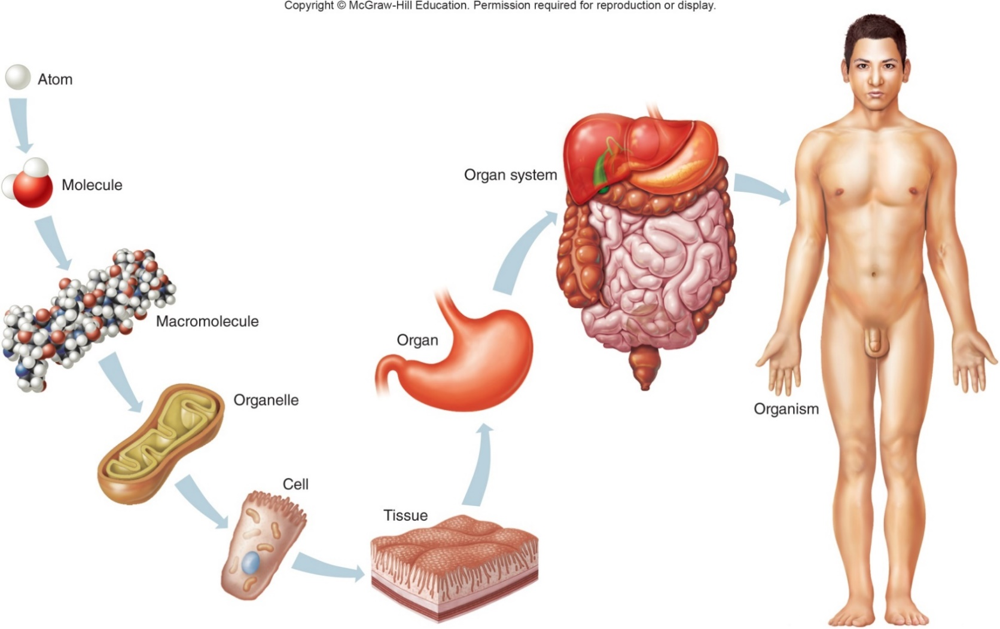 Copyright © McGraw-Hill Education. Permission required for reproduction or display.
Atom
Molecule
Macromolecule
Organelle
Cell
Tissue
Organ
Organ system
Organism